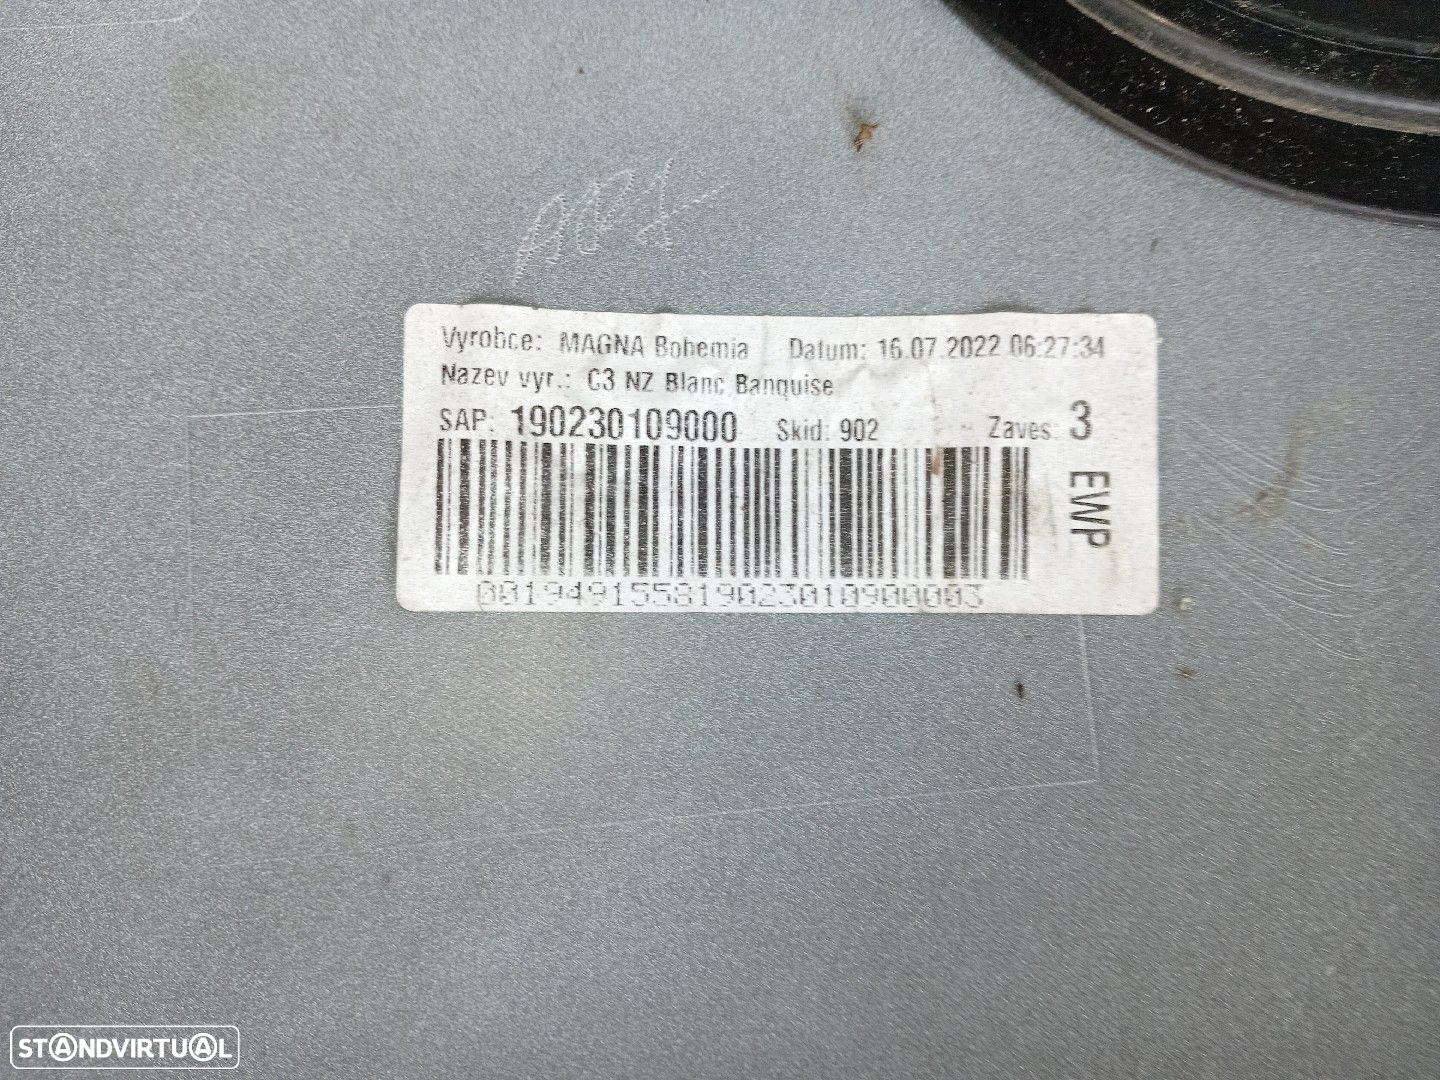 Vyrobce: MAGNA Bohemia Datum: 16.07.2022 06:27:34
Nazev vyr.: C3 NZ Blanc Banquise
SAP: 190230109000 Skid: 902 Zaves: 3
EWP
001949155819023010900003
STANDVIRTUAL